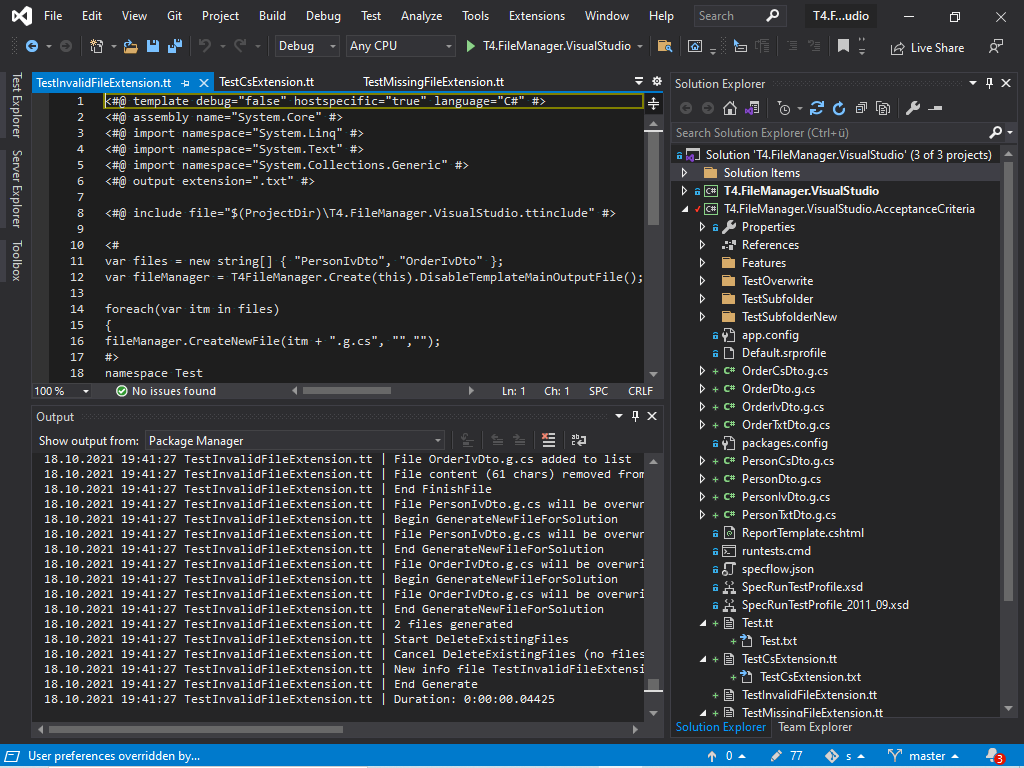 File Edit View Git Project Build Debug Test Analyze Tools Extensions Window Help Search T4.F...udio
Debug Any CPU T4.FileManager.VisualStudio Live Share
Test Explorer
Server Explorer
Toolbox
TestInvalidFileExtension.tt TestCsExtension.tt TestMissingFileExtension.tt
1 <#@ template debug="false" hostspecific="true" language="C#" #>
2 <#@ assembly name="System.Core" #>
3 <#@ import namespace="System.Linq" #>
4 <#@ import namespace="System.Text" #>
5 <#@ import namespace="System.Collections.Generic" #>
6 <#@ output extension=".txt" #>
7
8 <#@ include file="$(ProjectDir)\T4.FileManager.VisualStudio.ttinclude" #>
9
10 <#
11 var files = new string[] { "PersonIvDto", "OrderIvDto" };
12 var fileManager = T4FileManager.Create(this).DisableTemplateMainOutputFile();
13
14 foreach(var itm in files)
15 {
16 fileManager.CreateNewFile(itm + ".g.cs", "","");
17 #>
18 namespace Test
100 % No issues found Ln: 1 Ch: 1 SPC CRLF
Output
Show output from: Package Manager
18.10.2021 19:41:27 TestInvalidFileExtension.tt | File OrderIvDto.g.cs added to list
18.10.2021 19:41:27 TestInvalidFileExtension.tt | File content (61 chars) removed from
18.10.2021 19:41:27 TestInvalidFileExtension.tt | End FinishFile
18.10.2021 19:41:27 TestInvalidFileExtension.tt | File PersonIvDto.g.cs will be overwr
18.10.2021 19:41:27 TestInvalidFileExtension.tt | Begin GenerateNewFileForSolution
18.10.2021 19:41:27 TestInvalidFileExtension.tt | File PersonIvDto.g.cs will be overwr
18.10.2021 19:41:27 TestInvalidFileExtension.tt | End GenerateNewFileForSolution
18.10.2021 19:41:27 TestInvalidFileExtension.tt | File OrderIvDto.g.cs will be overwri
18.10.2021 19:41:27 TestInvalidFileExtension.tt | Begin GenerateNewFileForSolution
18.10.2021 19:41:27 TestInvalidFileExtension.tt | File OrderIvDto.g.cs will be overwri
18.10.2021 19:41:27 TestInvalidFileExtension.tt | End GenerateNewFileForSolution
18.10.2021 19:41:27 TestInvalidFileExtension.tt | 2 files generated
18.10.2021 19:41:27 TestInvalidFileExtension.tt | Start DeleteExistingFiles
18.10.2021 19:41:27 TestInvalidFileExtension.tt | Cancel DeleteExistingFiles (no files
18.10.2021 19:41:27 TestInvalidFileExtension.tt | New info file TestInvalidFileExtensi
18.10.2021 19:41:27 TestInvalidFileExtension.tt | End Generate
18.10.2021 19:41:27 TestInvalidFileExtension.tt | Duration: 0:00:00.04425
Solution Explorer
Search Solution Explorer (Ctrl+ü)
Solution 'T4.FileManager.VisualStudio' (3 of 3 projects)
Solution Items
C# T4.FileManager.VisualStudio
C# T4.FileManager.VisualStudio.AcceptanceCriteria
Properties
References
Features
TestOverwrite
TestSubfolder
TestSubfolderNew
app.config
Default.srprofile
C# OrderCsDto.g.cs
C# OrderDto.g.cs
C# OrderIvDto.g.cs
C# OrderTxtDto.g.cs
packages.config
C# PersonCsDto.g.cs
C# PersonDto.g.cs
C# PersonIvDto.g.cs
C# PersonTxtDto.g.cs
ReportTemplate.cshtml
runtests.cmd
specflow.json
SpecRunTestProfile.xsd
SpecRunTestProfile_2011_09.xsd
Test.tt
Test.txt
TestCsExtension.tt
TestCsExtension.txt
TestInvalidFileExtension.tt
TestMissingFileExtension.tt
Solution Explorer Team Explorer
User preferences overridden by... 0 77 s master 3